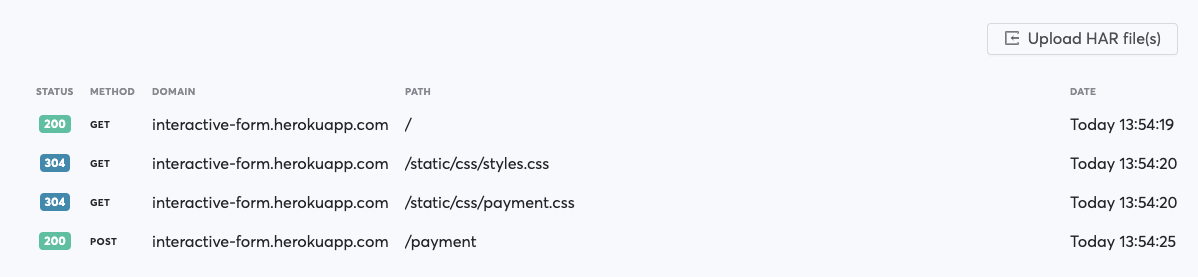 Upload HAR file(s)
STATUS METHOD DOMAIN PATH DATE
200 GET interactive-form.herokuapp.com / Today 13:54:19
304 GET interactive-form.herokuapp.com /static/css/styles.css Today 13:54:20
304 GET interactive-form.herokuapp.com /static/css/payment.css Today 13:54:20
200 POST interactive-form.herokuapp.com /payment Today 13:54:25